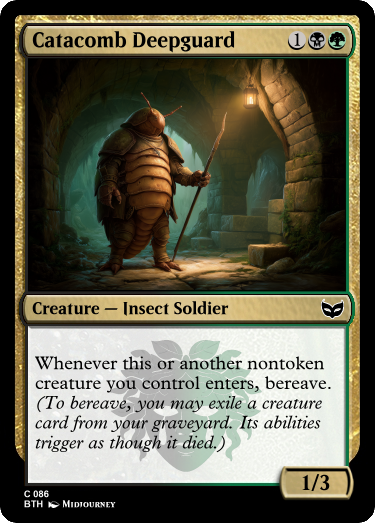 Catacomb Deepguard 1
Creature — Insect Soldier
Whenever this or another nontoken
creature you control enters, bereave.
(To bereave, you may exile a creature
card from your graveyard. Its abilities
trigger as though it died.)
1/3
C 086
BTH Midjourney